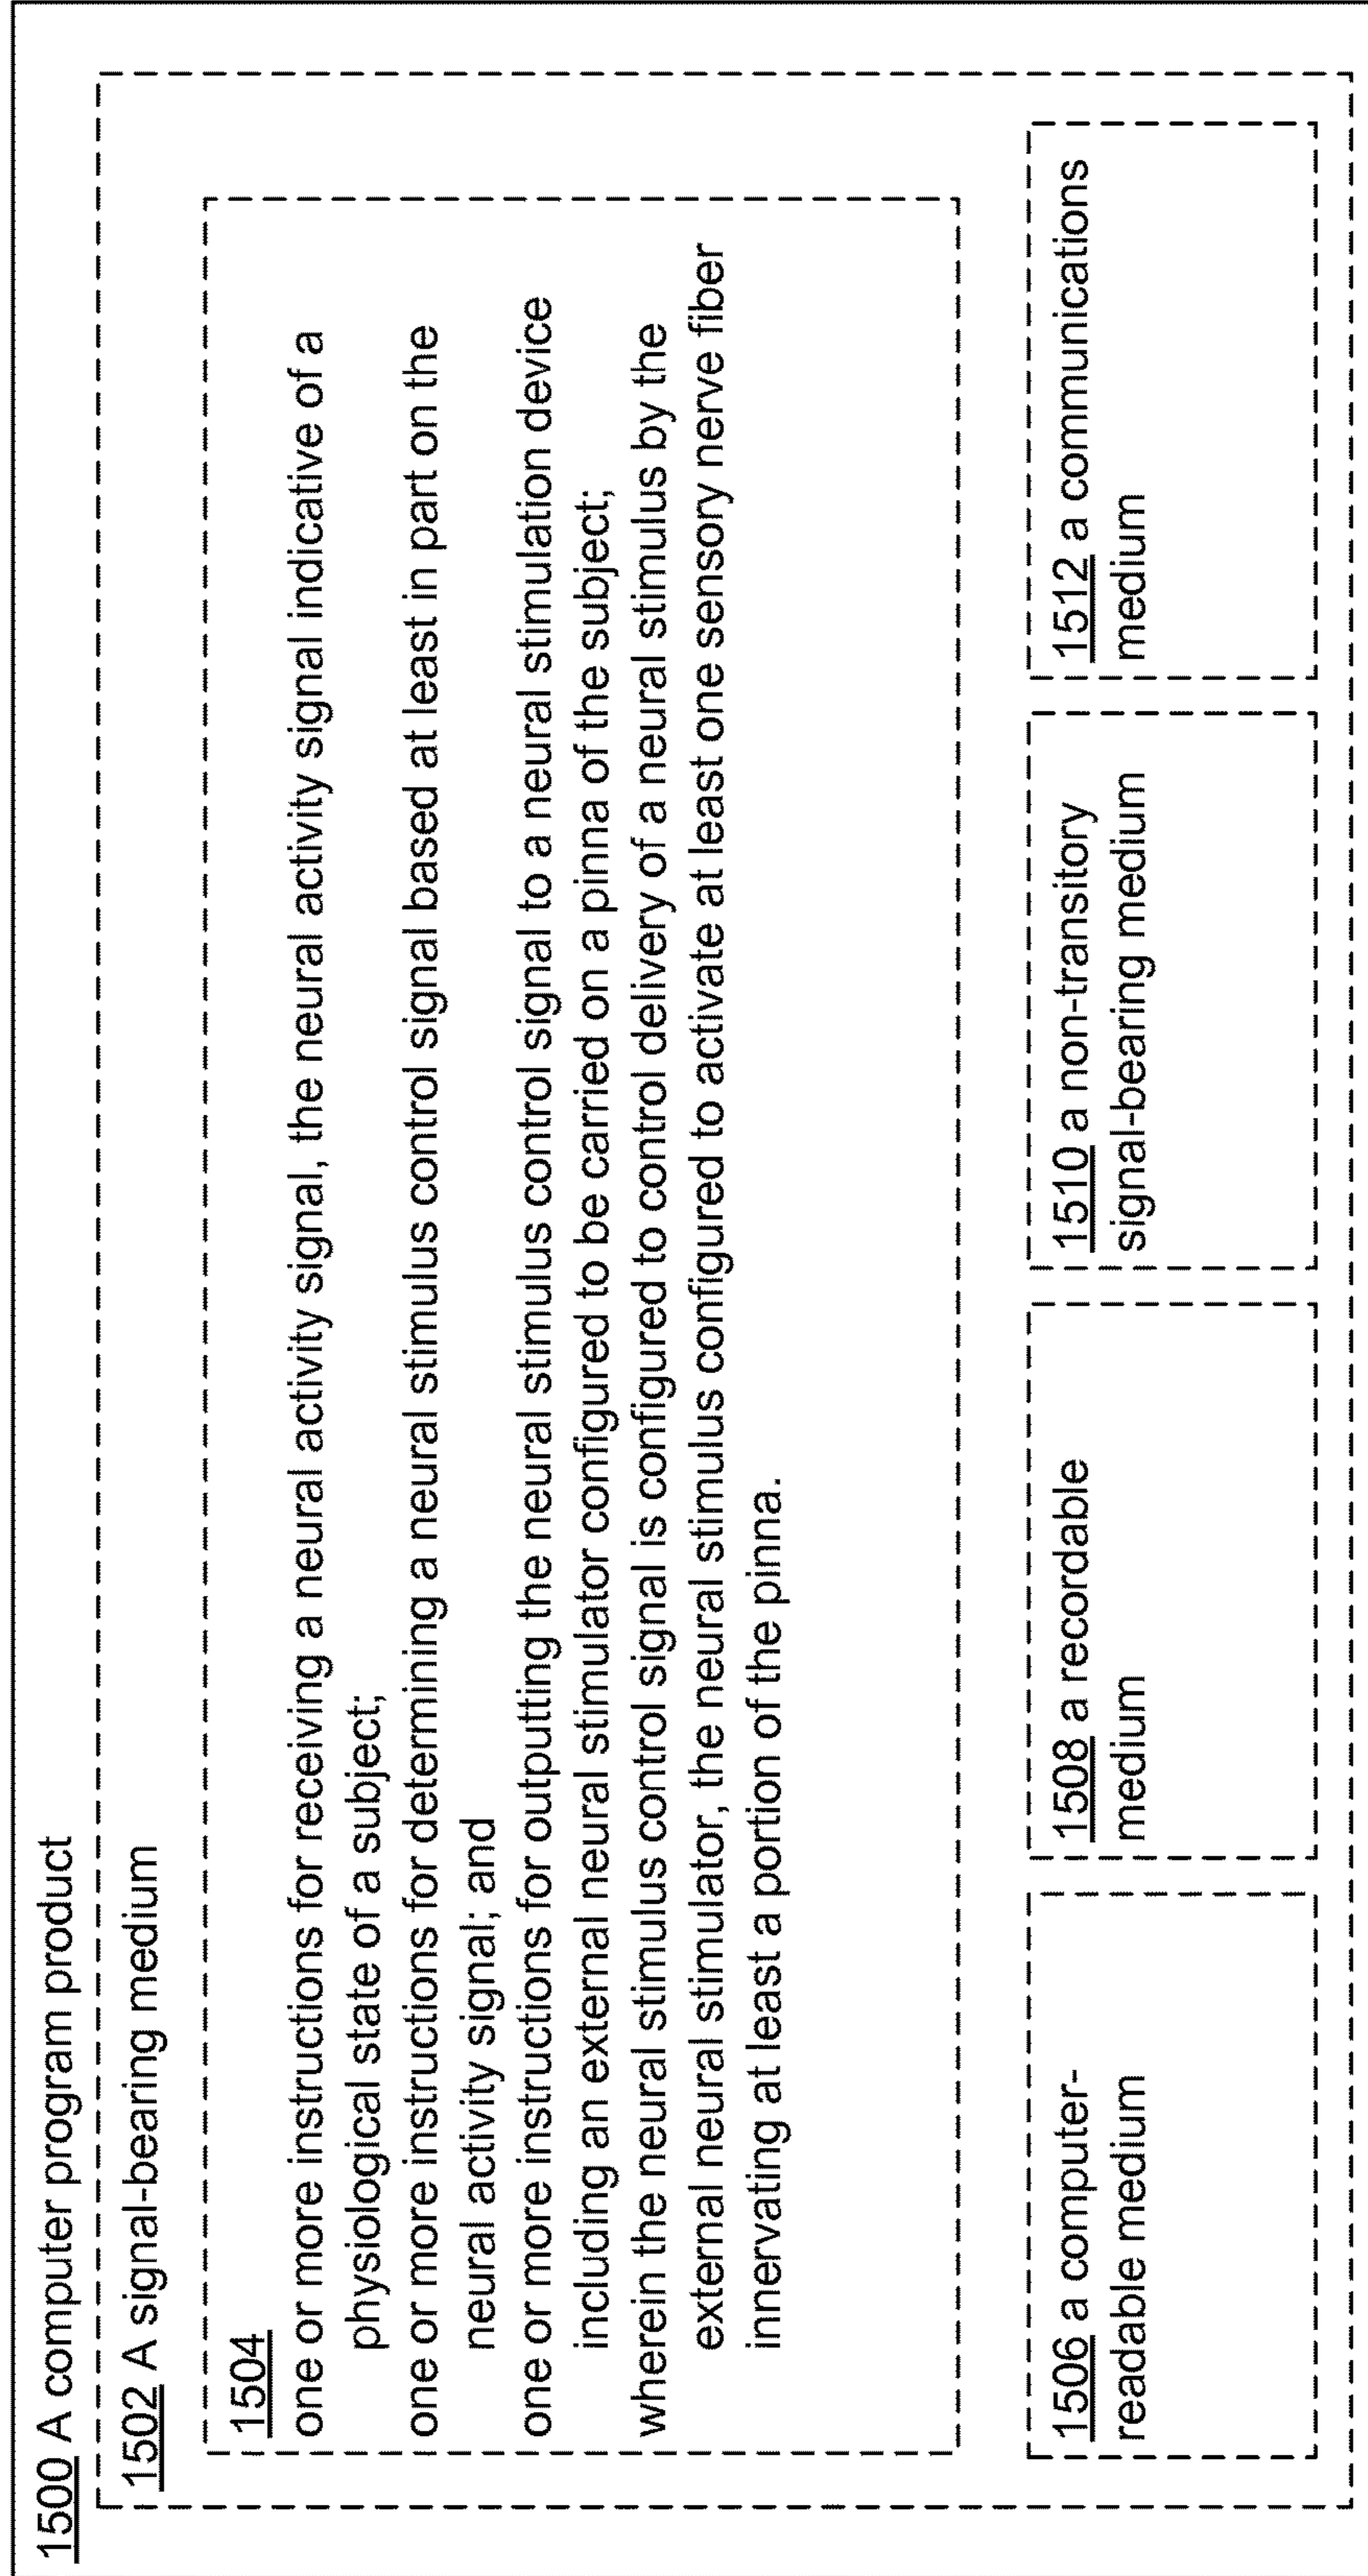 1500 A computer program product
1502 A signal-bearing medium
1504
one or more instructions for receiving a neural activity signal, the neural activity signal indicative of a
physiological state of a subject;
one or more instructions for determining a neural stimulus control signal based at least in part on the
neural activity signal; and
one or more instructions for outputting the neural stimulus control signal to a neural stimulation device
including an external neural stimulator configured to be carried on a pinna of the subject;
wherein the neural stimulus control signal is configured to control delivery of a neural stimulus by the
external neural stimulator, the neural stimulus configured to activate at least one sensory nerve fiber
innervating at least a portion of the pinna.
1506 a computer-
readable medium
1508 a recordable
medium
1510 a non-transitory
signal-bearing medium
1512 a communications
medium